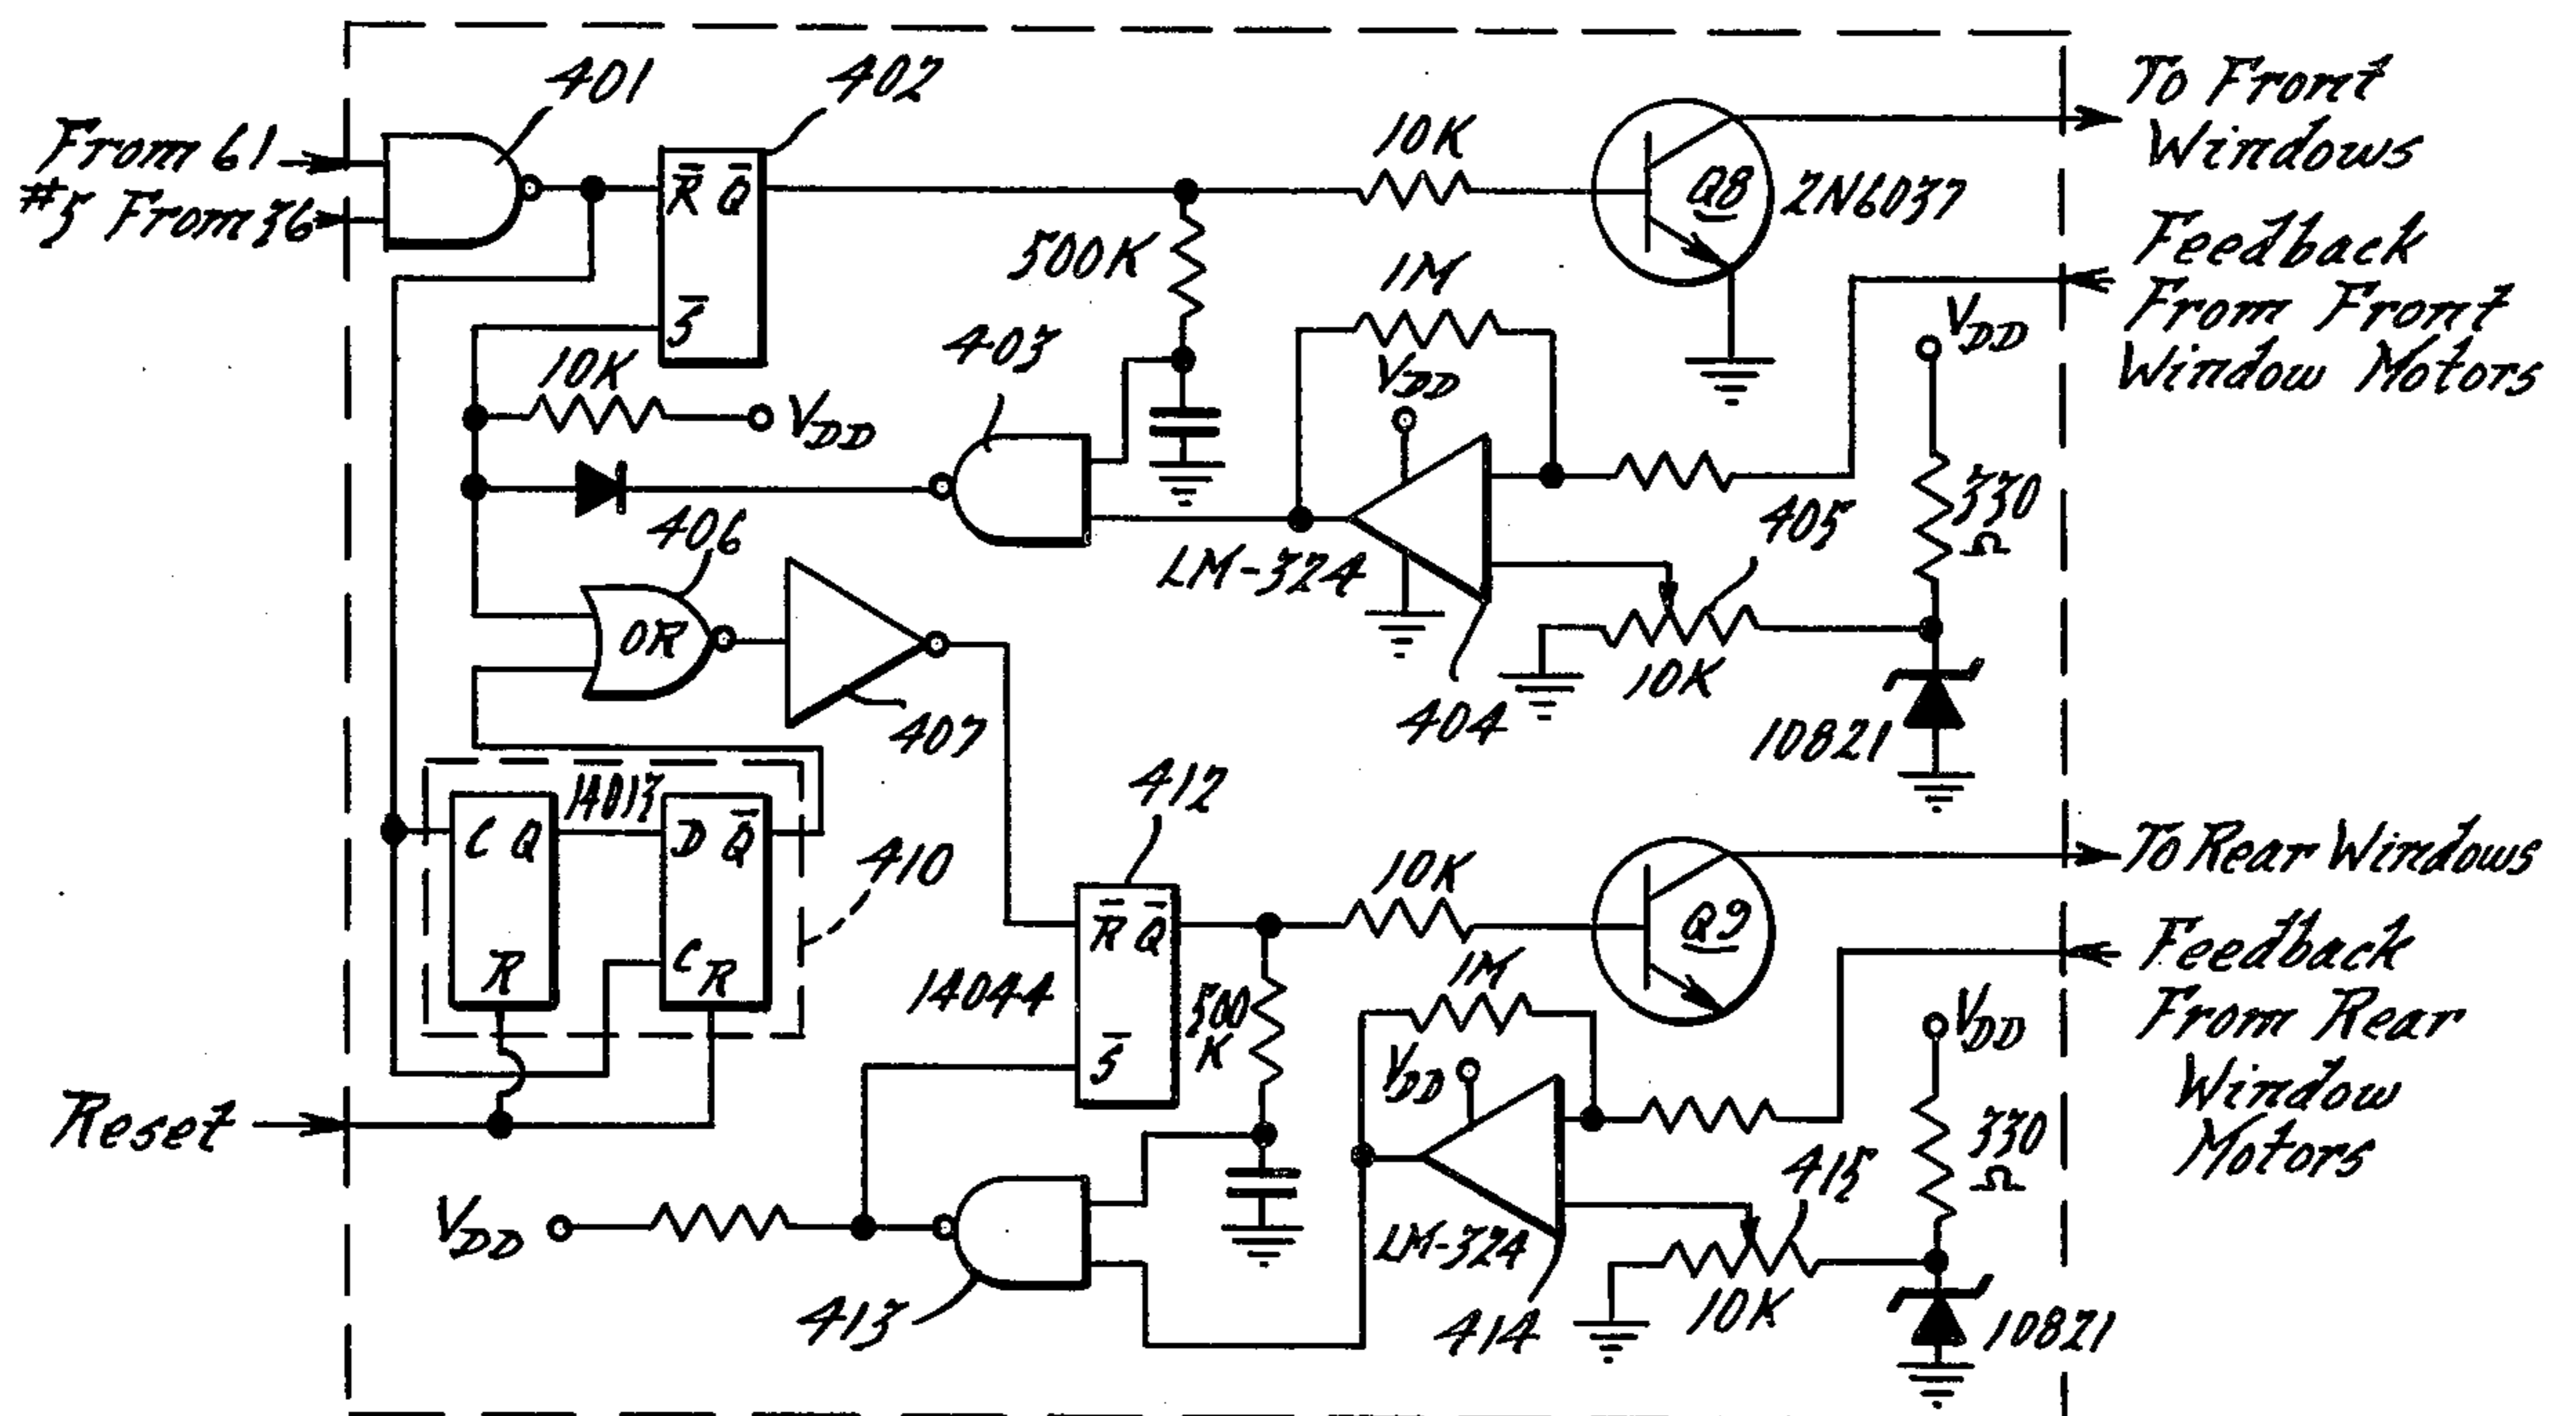 401
402
From 61
#5 From 36
R̅ Q̅
S̅
10K
Q8
2N6037
To Front
Windows
Feedback
From Front
Window Motors
500K
1M
403
VDD
10K
VDD
VDD
330
Ω
406
OR
407
LM-324
404
405
10K
10821
14013
C Q
R
D Q̅
C R
410
412
R̅ Q̅
S̅
14044
10K
Q9
To Rear Windows
Feedback
From Rear
Window
Motors
500
K
1M
VDD
VDD
330
Ω
Reset
VDD
413
LM-324
414
415
10K
10821